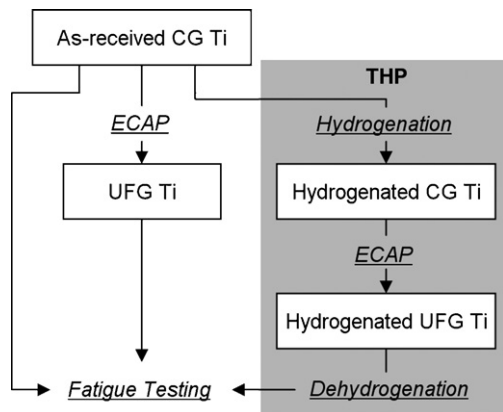 As-received CG Ti
THP
ECAP
Hydrogenation
UFG Ti
Hydrogenated CG Ti
ECAP
Hydrogenated UFG Ti
Fatigue Testing
Dehydrogenation